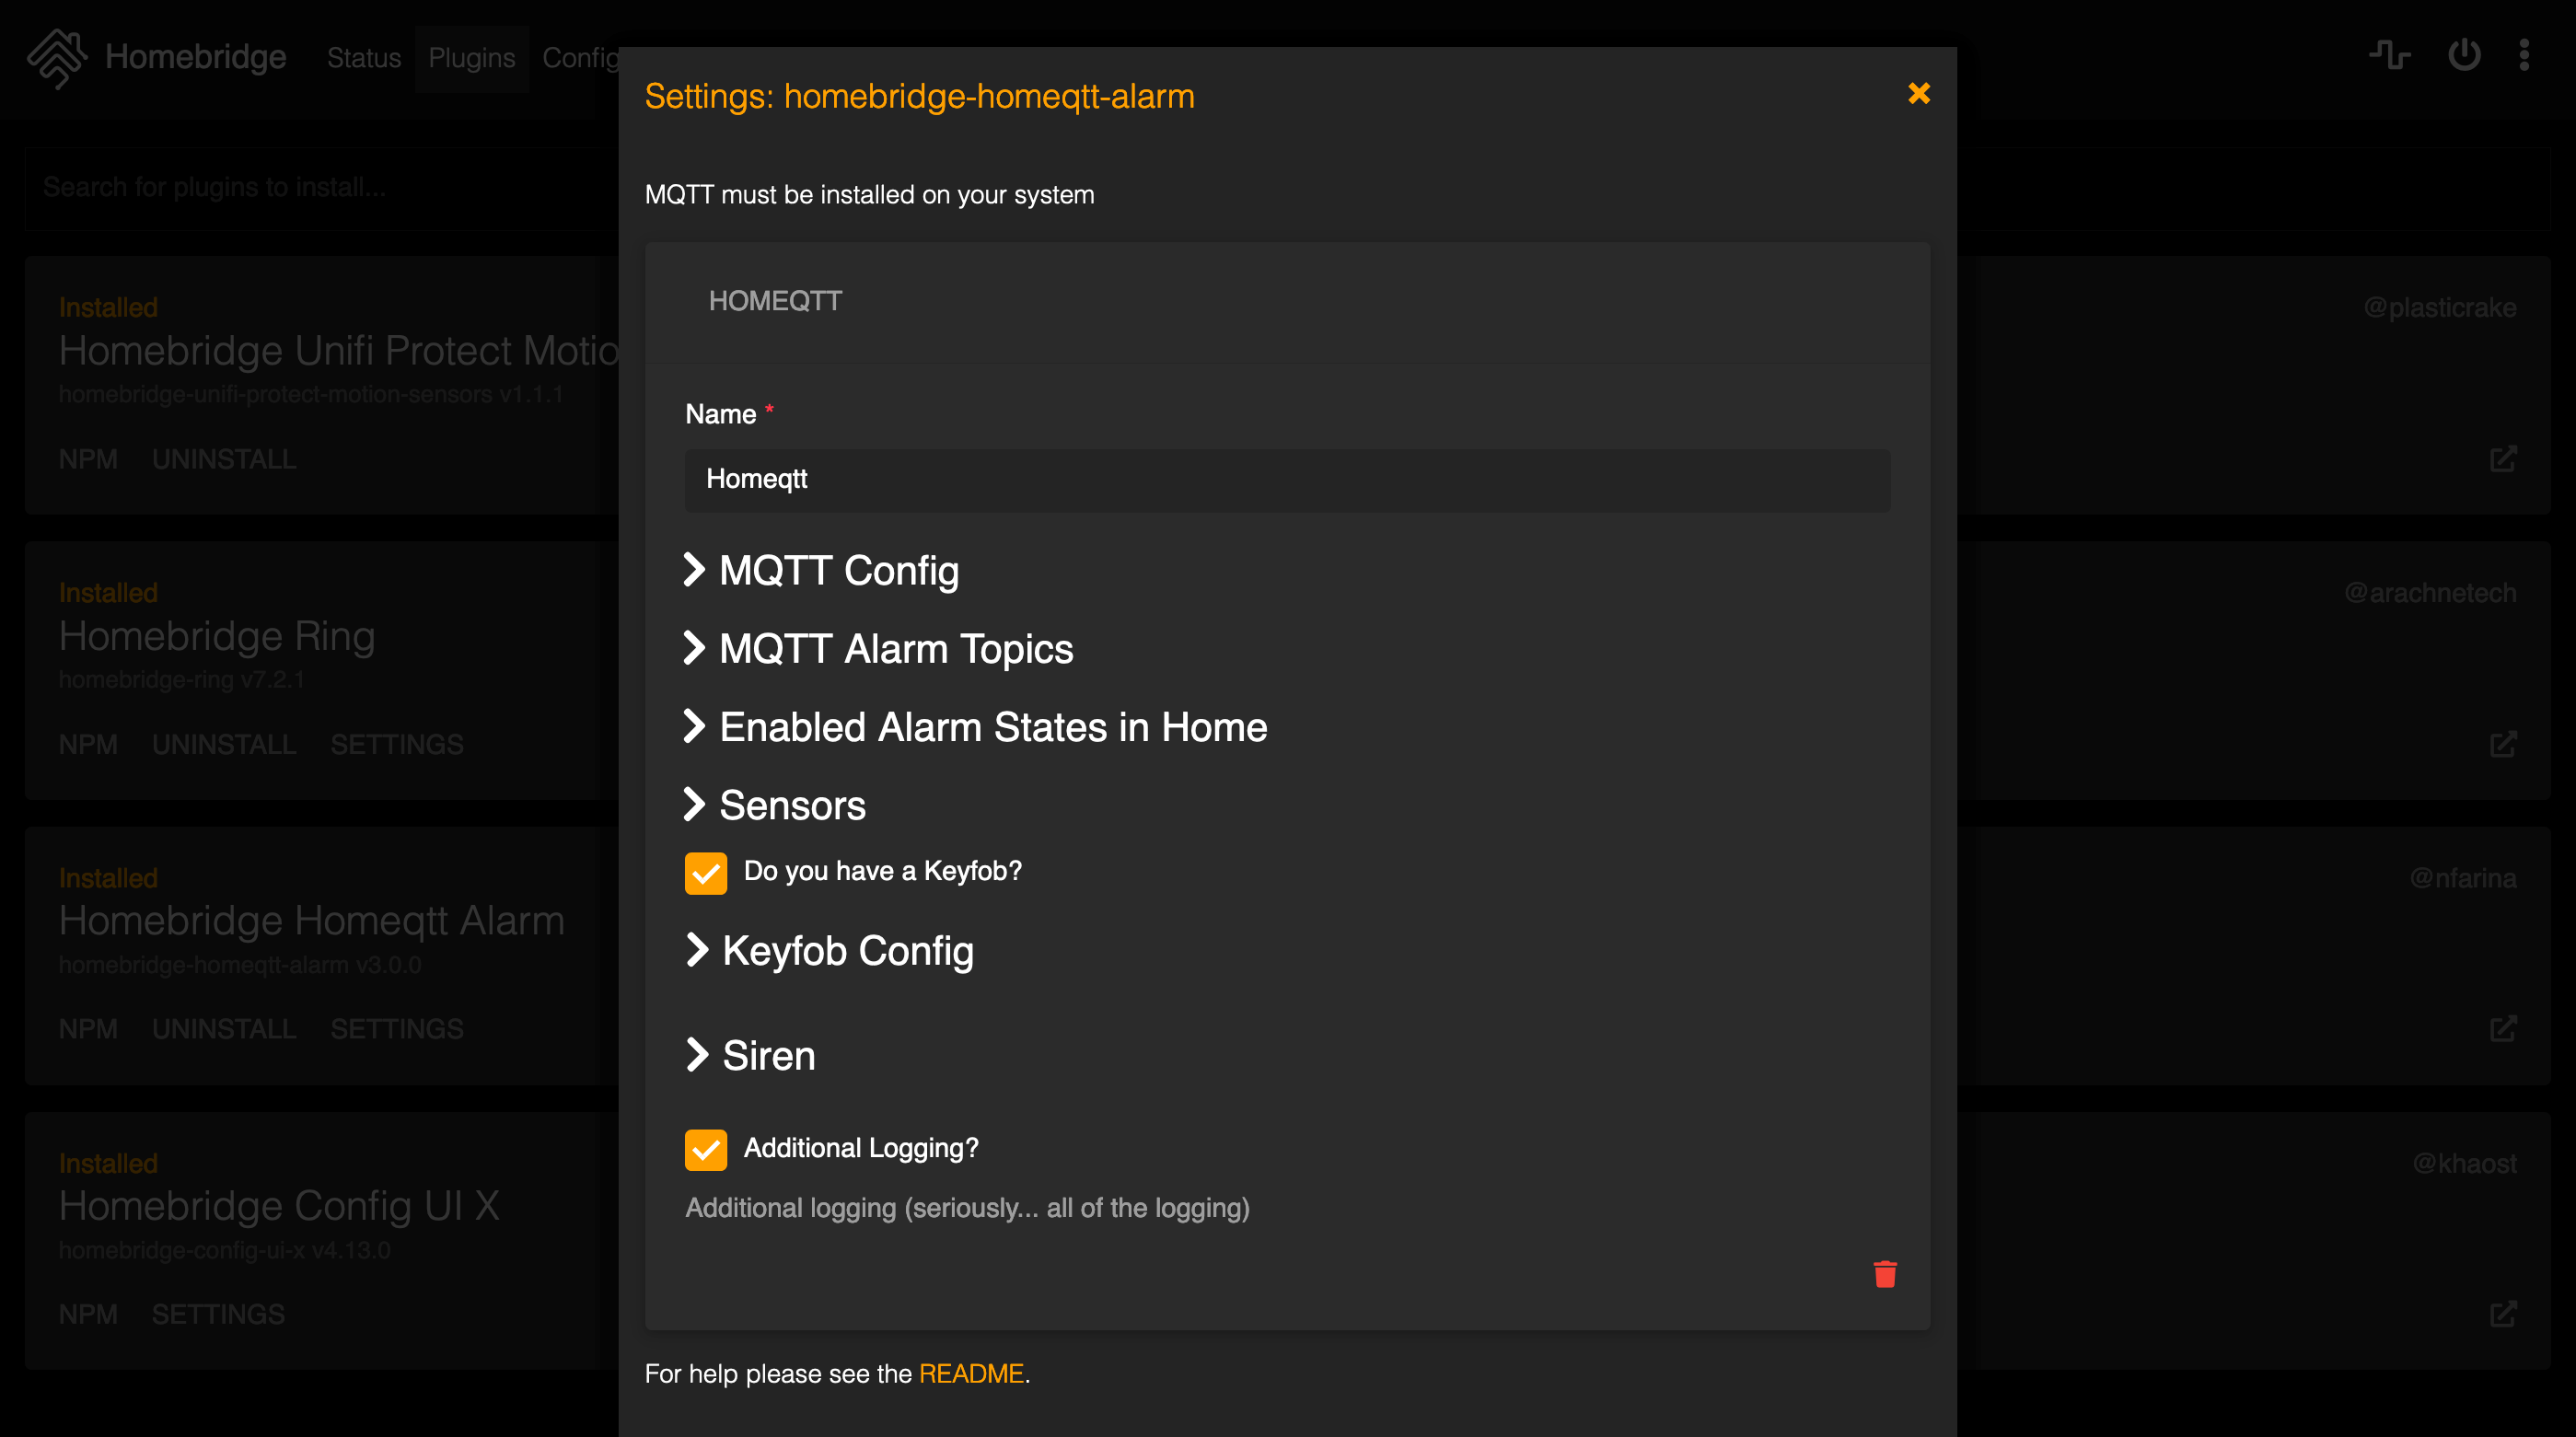 Homebridge
Status
Plugins
Config
Search for plugins to install...
Installed
Homebridge Unifi Protect Motio
homebridge-unifi-protect-motion-sensors v1.1.1
NPM
UNINSTALL
@plasticrake
Installed
Homebridge Ring
homebridge-ring v7.2.1
NPM
UNINSTALL
SETTINGS
@arachnetech
Installed
Homebridge Homeqtt Alarm
homebridge-homeqtt-alarm v3.0.0
NPM
UNINSTALL
SETTINGS
@nfarina
Installed
Homebridge Config UI X
homebridge-config-ui-x v4.13.0
NPM
SETTINGS
@khaost
Settings: homebridge-homeqtt-alarm
MQTT must be installed on your system
HOMEQTT
Name *
Homeqtt
MQTT Config
MQTT Alarm Topics
Enabled Alarm States in Home
Sensors
Do you have a Keyfob?
Keyfob Config
Siren
Additional Logging?
Additional logging (seriously... all of the logging)
For help please see the README.